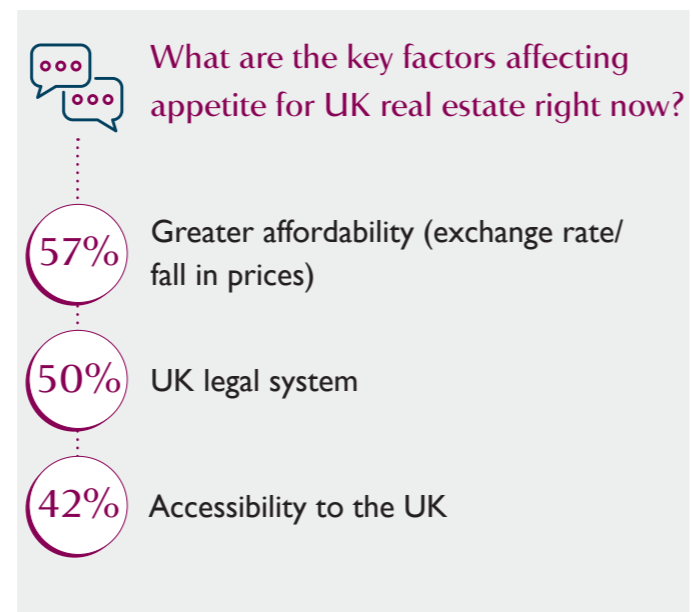 What are the key factors affecting
appetite for UK real estate right now?
57%
Greater affordability (exchange rate/
fall in prices)
50%
UK legal system
42%
Accessibility to the UK